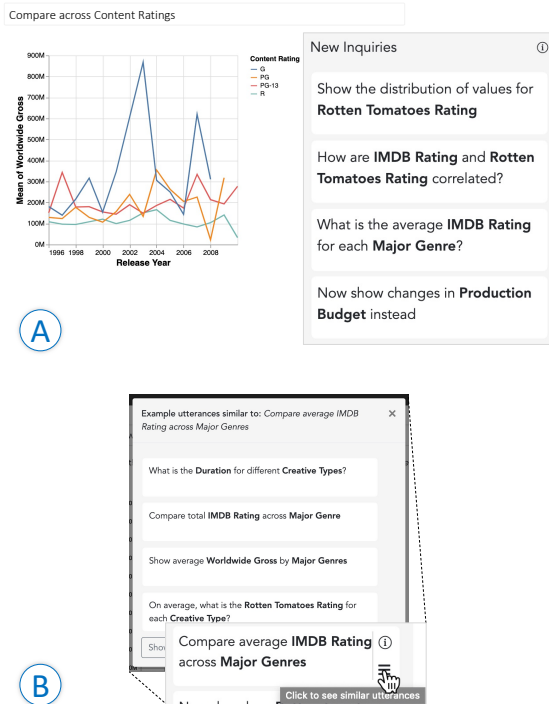 Compare across Content Ratings
900M
800M
700M
600M
500M
400M
300M
200M
100M
0M
Mean of Worldwide Gross
1996 1998 2000 2002 2004 2006 2008
Release Year
Content Rating
G
PG
PG-13
R
New Inquiries
Show the distribution of values for
Rotten Tomatoes Rating
How are IMDB Rating and Rotten
Tomatoes Rating correlated?
What is the average IMDB Rating
for each Major Genre?
Now show changes in Production
Budget instead
A
Example utterances similar to: Compare average IMDB
Rating across Major Genres
What is the Duration for different Creative Types?
Compare total IMDB Rating across Major Genre
Show average Worldwide Gross by Major Genres
On average, what is the Rotten Tomatoes Rating for
each Creative Type?
Compare average IMDB Rating
across Major Genres
Click to see similar utterances
B